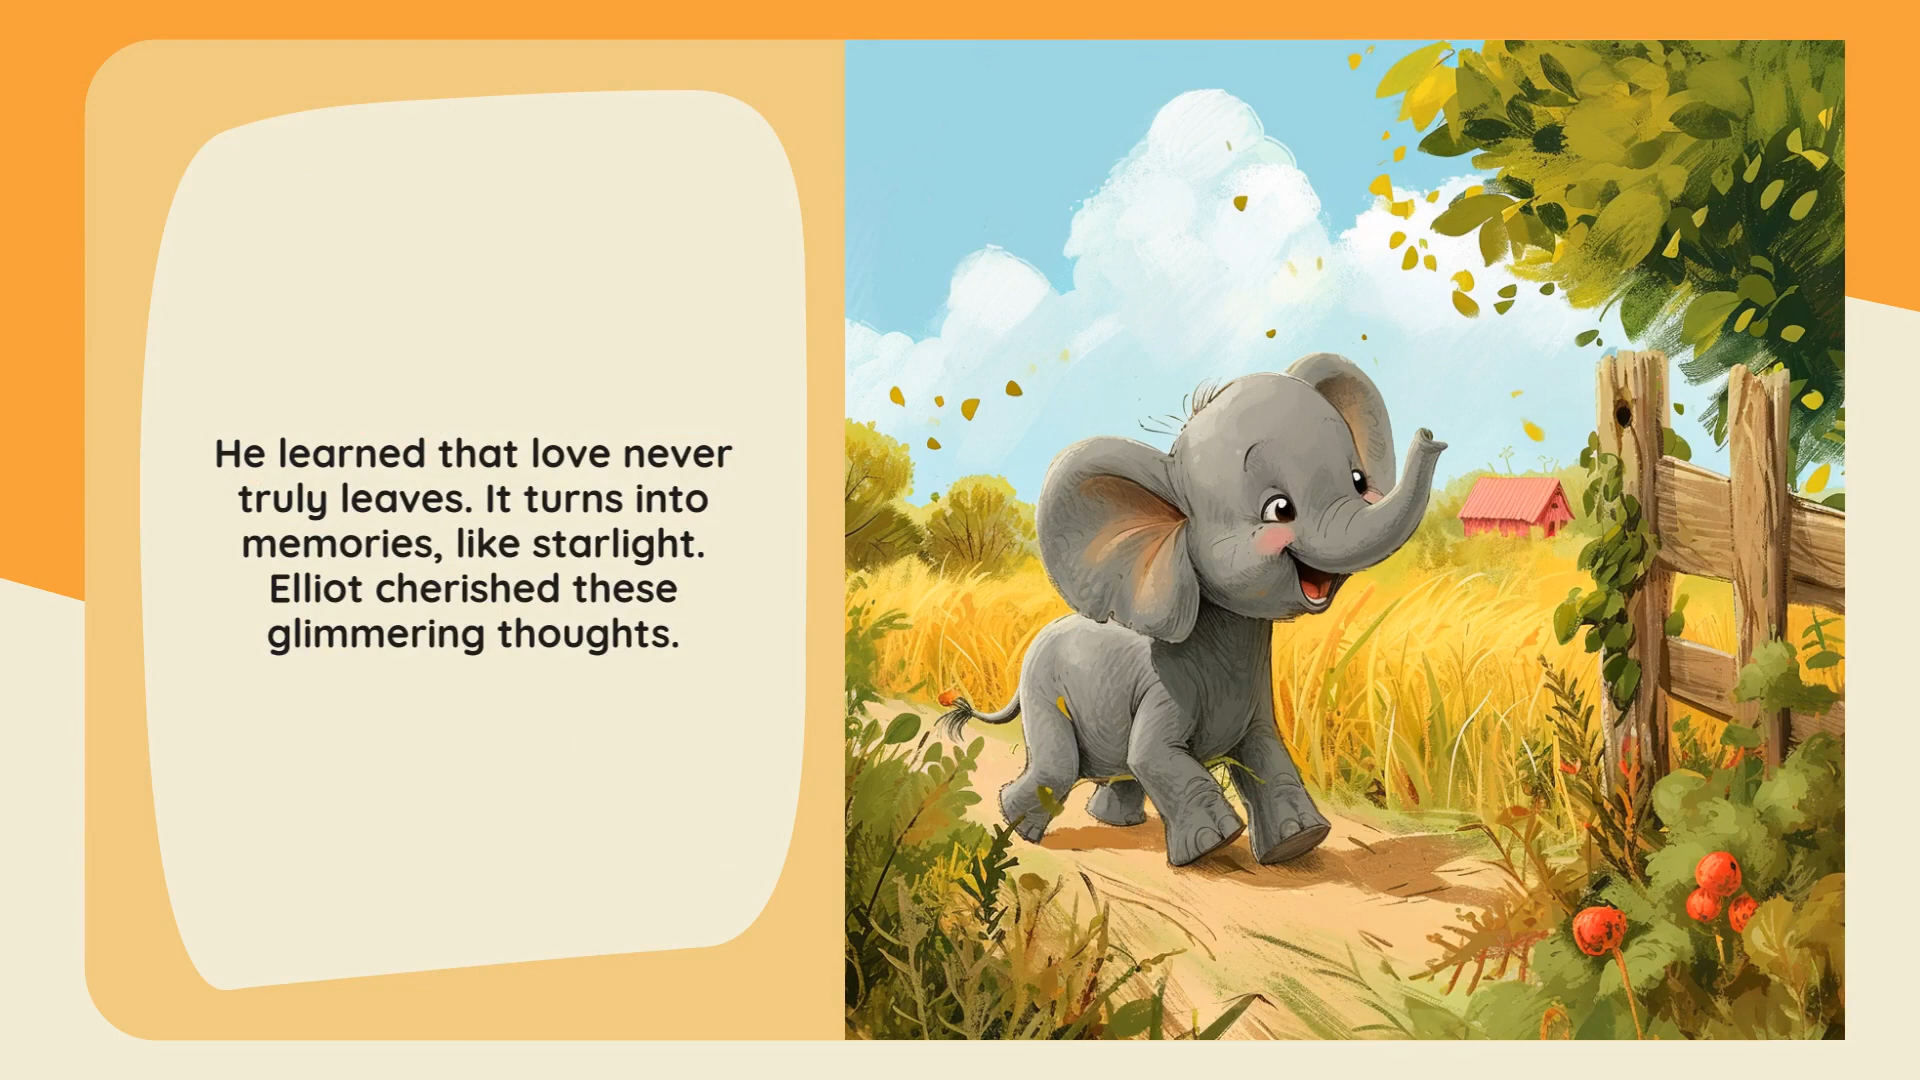 He learned that love never
truly leaves. It turns into
memories, like starlight.
Elliot cherished these
glimmering thoughts.